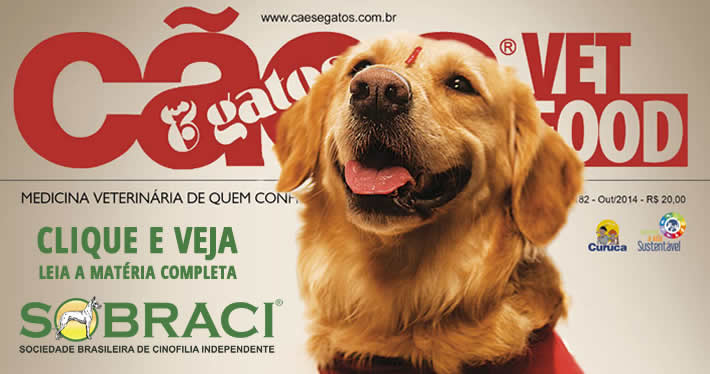 www.caesegatos.com.br
cães
& gatos
® VET
FOOD
MEDICINA VETERINÁRIA DE QUEM
82 - Out/2014 - R$ 20,00
CLIQUE E VEJA
LEIA A MATÉRIA COMPLETA
Curuca
Sustentável
SOBRACI®
SOCIEDADE BRASILEIRA DE CINOFILIA INDEPENDENTE